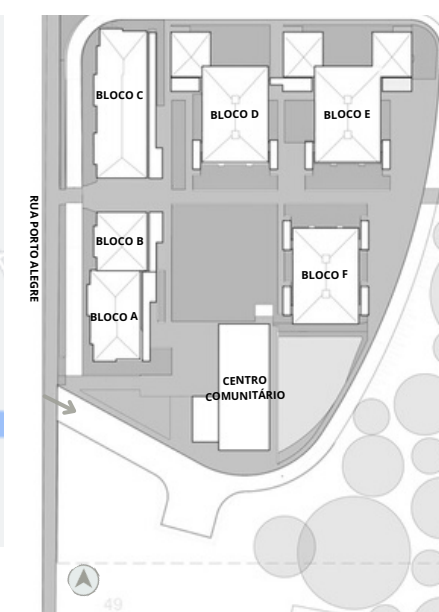 BLOCO C
BLOCO D
BLOCO E
RUA PORTO ALEGRE
BLOCO B
BLOCO F
BLOCO A
CENTRO
COMUNITÁRIO
49